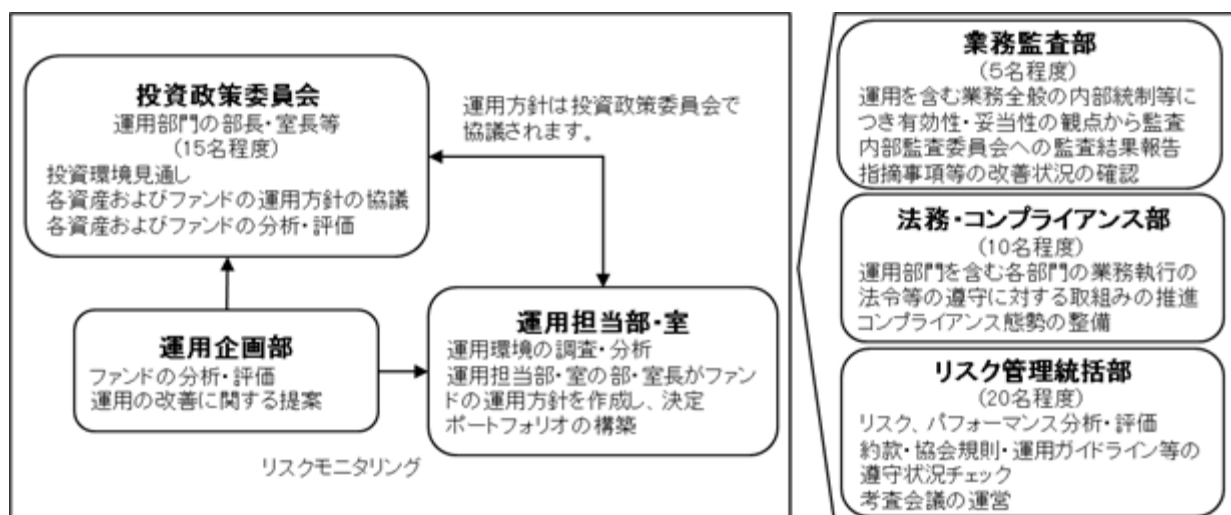 投資政策委員会
運用部門の部長・室長等
(15名程度)
投資環境見通し
各資産およびファンドの運用方針の協議
各資産およびファンドの分析・評価
運用方針は投資政策委員会で
協議されます。
運用企画部
ファンドの分析・評価
運用の改善に関する提案
運用担当部・室
運用環境の調査・分析
運用担当部・室の部・室長がファン
ドの運用方針を作成し、決定
ポートフォリオの構築
リスクモニタリング
業務監査部
(5名程度)
運用を含む業務全般の内部統制等に
つき有効性・妥当性の観点から監査
内部監査委員会への監査結果報告
指摘事項等の改善状況の確認
法務・コンプライアンス部
(10名程度)
運用部門を含む各部門の業務執行の
法令等の遵守に対する取組みの推進
コンプライアンス態勢の整備
リスク管理統括部
(20名程度)
リスク、パフォーマンス分析・評価
約款・協会規則・運用ガイドライン等の
遵守状況チェック
考査会議の運営